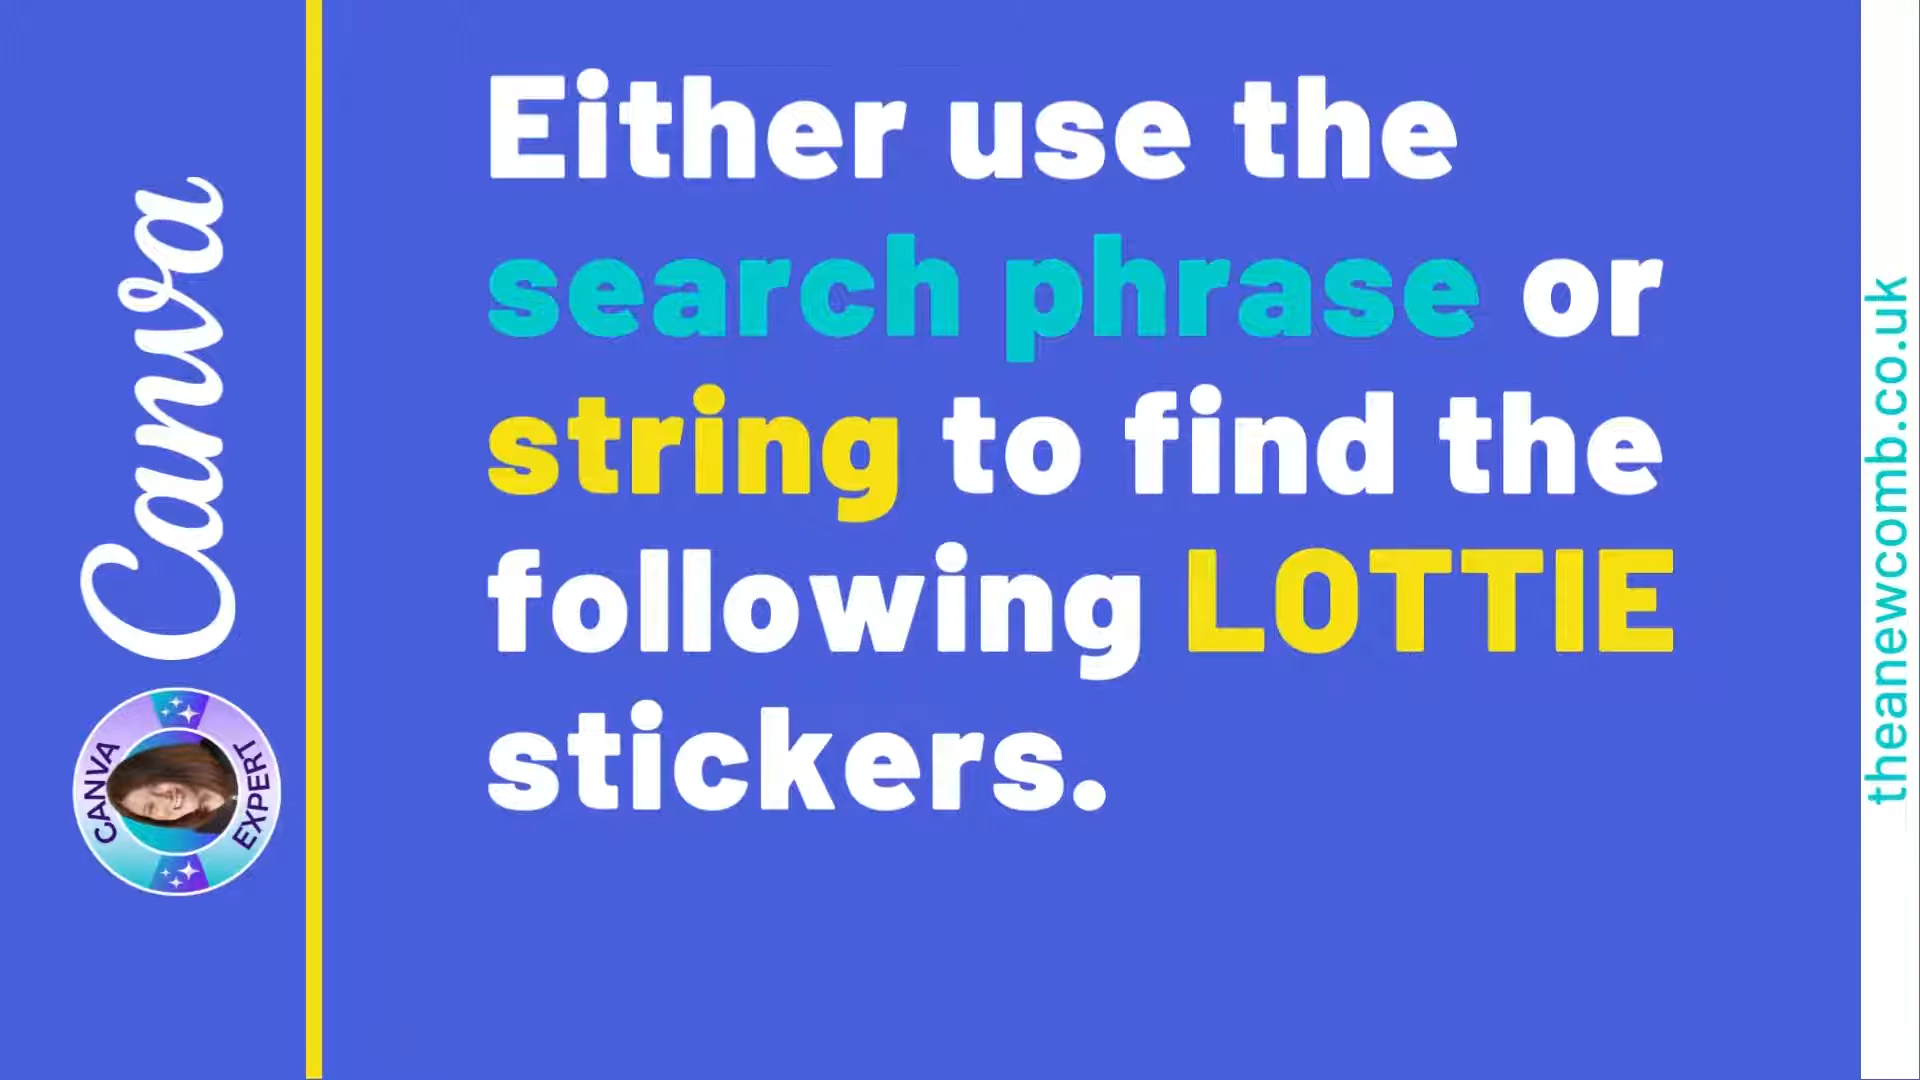 Canva
CANVA
EXPERT
Either use the
search phrase or
string to find the
following LOTTIE
stickers.
theanewcomb.co.uk